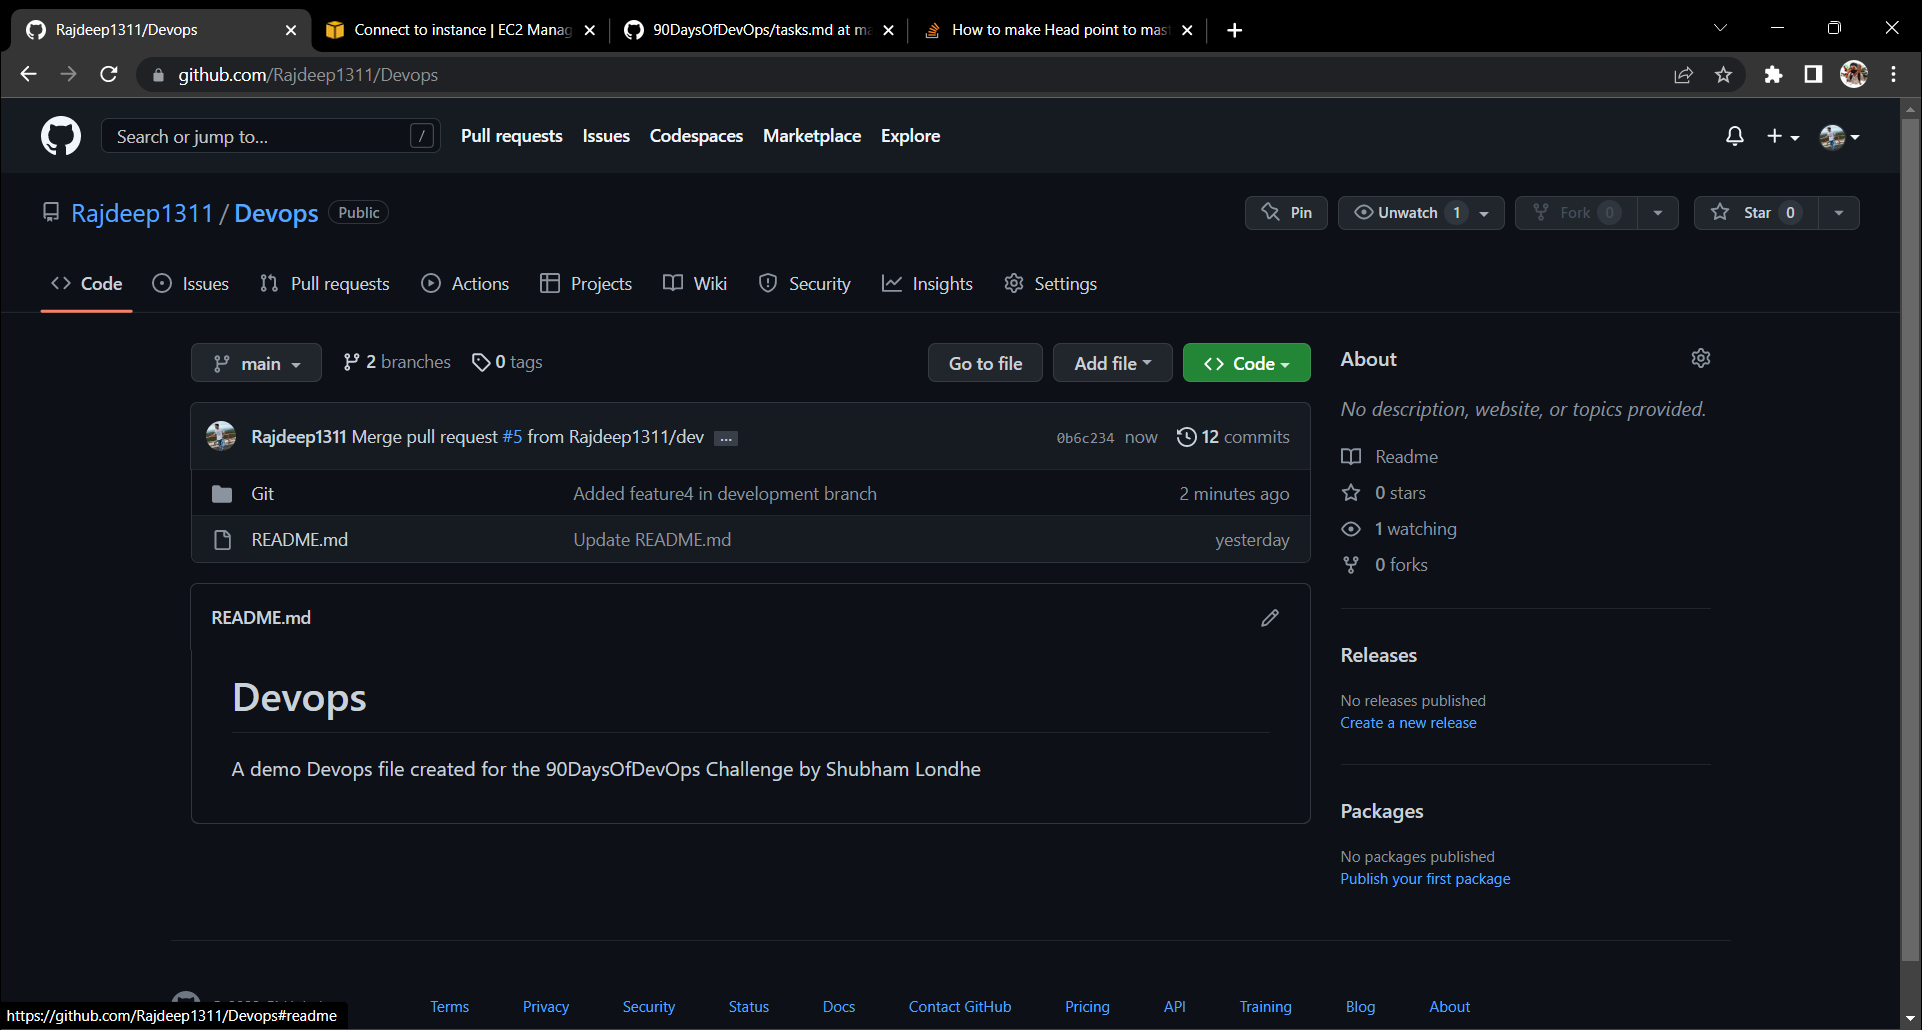 Rajdeep1311/Devops
Connect to instance | EC2 Manag
90DaysOfDevOps/tasks.md at ma
How to make Head point to mast
github.com/Rajdeep1311/Devops
Search or jump to... /
Pull requests Issues Codespaces Marketplace Explore
Rajdeep1311 / Devops Public
Pin Unwatch 1 Fork 0 Star 0
Code Issues Pull requests Actions Projects Wiki Security Insights Settings
main 2 branches 0 tags Go to file Add file Code
Rajdeep1311 Merge pull request #5 from Rajdeep1311/dev ... 0b6c234 now 12 commits
Git Added feature4 in development branch 2 minutes ago
README.md Update README.md yesterday
README.md
Devops
A demo Devops file created for the 90DaysOfDevOps Challenge by Shubham Londhe
About
No description, website, or topics provided.
Readme
0 stars
1 watching
0 forks
Releases
No releases published
Create a new release
Packages
No packages published
Publish your first package
Terms Privacy Security Status Docs Contact GitHub Pricing API Training Blog About
https://github.com/Rajdeep1311/Devops#readme